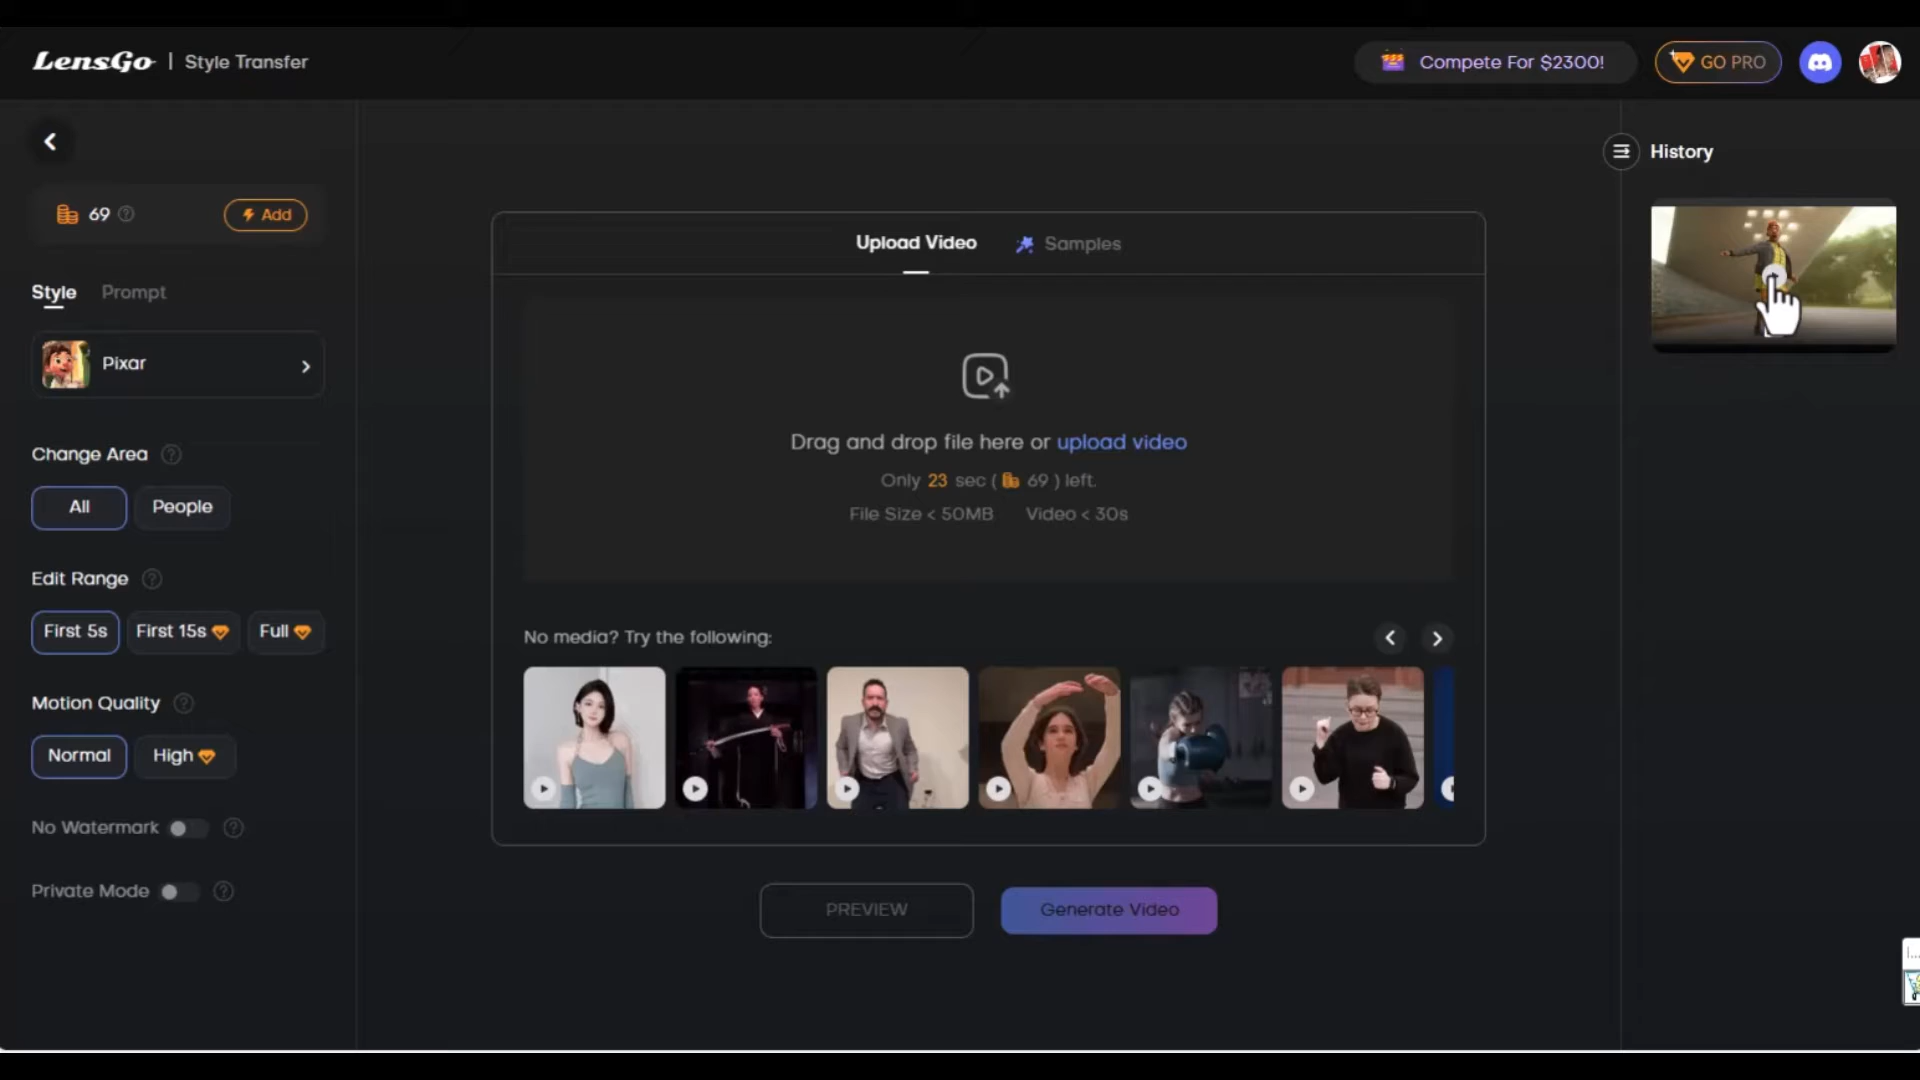 LensGo | Style Transfer
Compete For $2300!
GO PRO
History
69
Add
Style
Prompt
Pixar
Change Area
All
People
Edit Range
First 5s
First 15s
Full
Motion Quality
Normal
High
No Watermark
Private Mode
Upload Video
Samples
Drag and drop file here or upload video
Only 23 sec ( 69 ) left.
File Size < 50MB Video < 30s
No media? Try the following:
PREVIEW
Generate Video